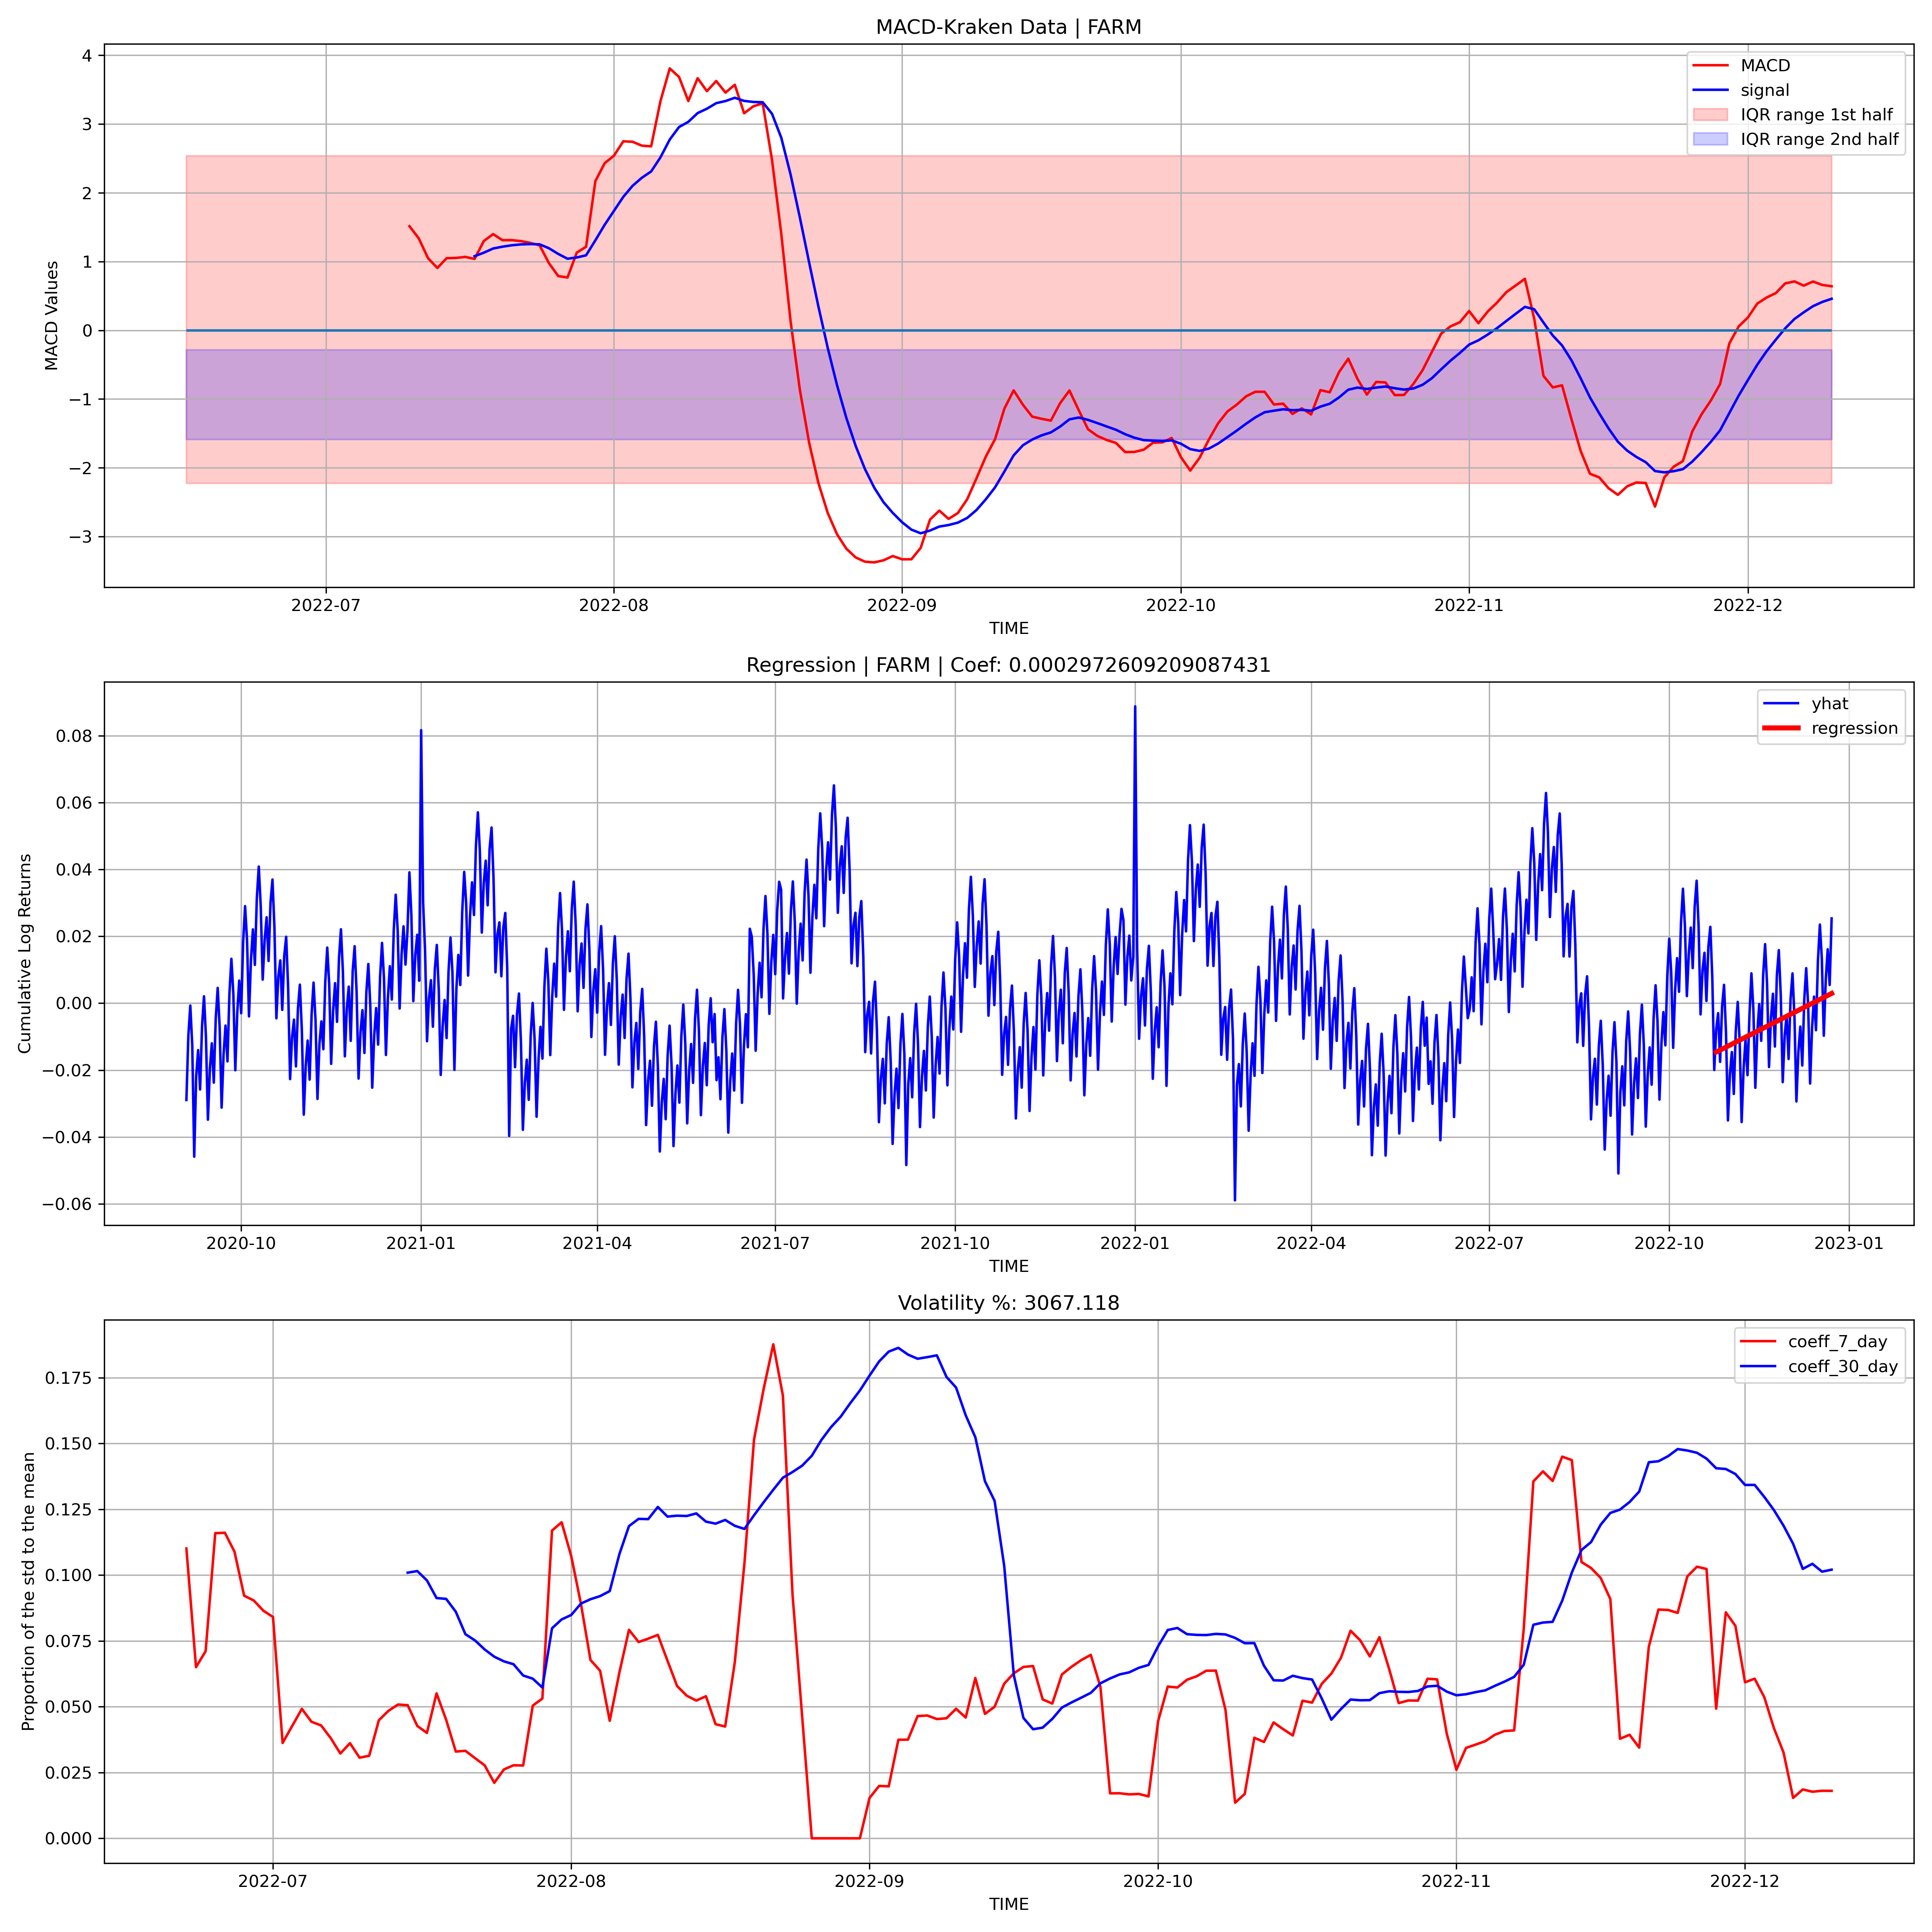 MACD-Kraken Data | FARM
MACD
signal
IQR range 1st half
IQR range 2nd half
MACD Values
4
3
2
1
0
−1
−2
−3
2022-07
2022-08
2022-09
2022-10
2022-11
2022-12
TIME
Regression | FARM | Coef: 0.0002972609209087431
yhat
regression
Cumulative Log Returns
0.08
0.06
0.04
0.02
0.00
−0.02
−0.04
−0.06
2020-10
2021-01
2021-04
2021-07
2021-10
2022-01
2022-04
2022-07
2022-10
2023-01
TIME
Volatility %: 3067.118
coeff_7_day
coeff_30_day
Proportion of the std to the mean
0.175
0.150
0.125
0.100
0.075
0.050
0.025
0.000
2022-07
2022-08
2022-09
2022-10
2022-11
2022-12
TIME